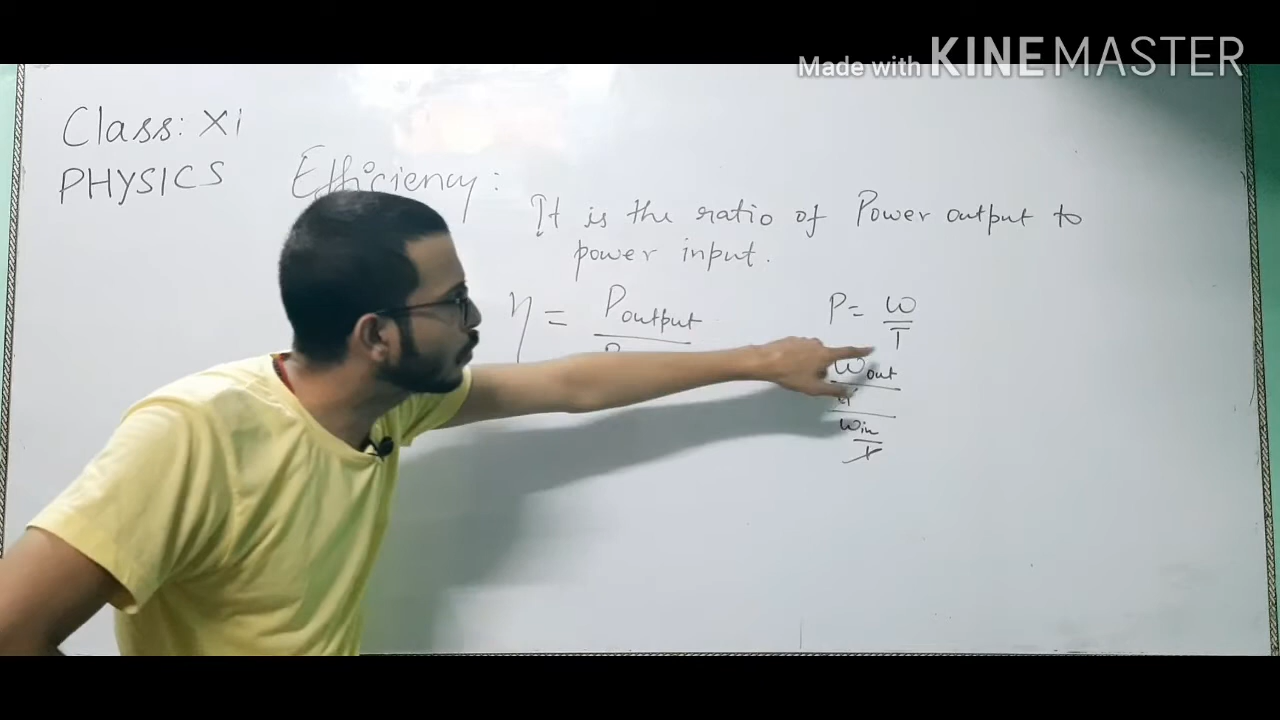 Made with KINEMASTER
Class: Xi
PHYSICS
Efficiency:
It is the ratio of Power output to
power input.
η = Poutput
P = W
T
Wout
Win